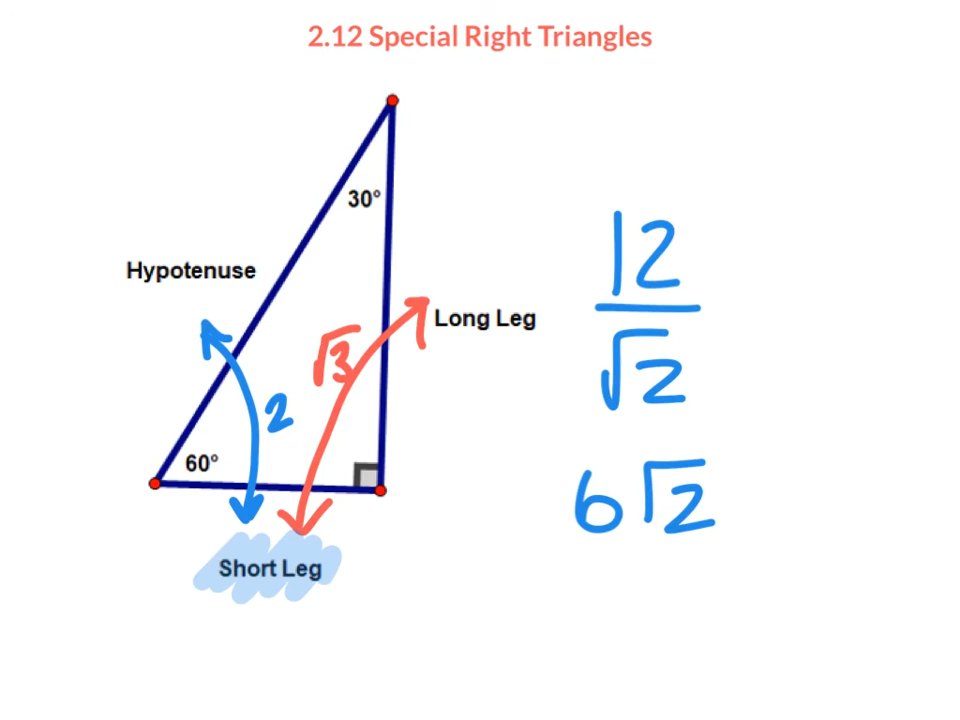 2.12 Special Right Triangles
30°
Hypotenuse
12
Long Leg
√3
√2
2
60°
6√2
Short Leg